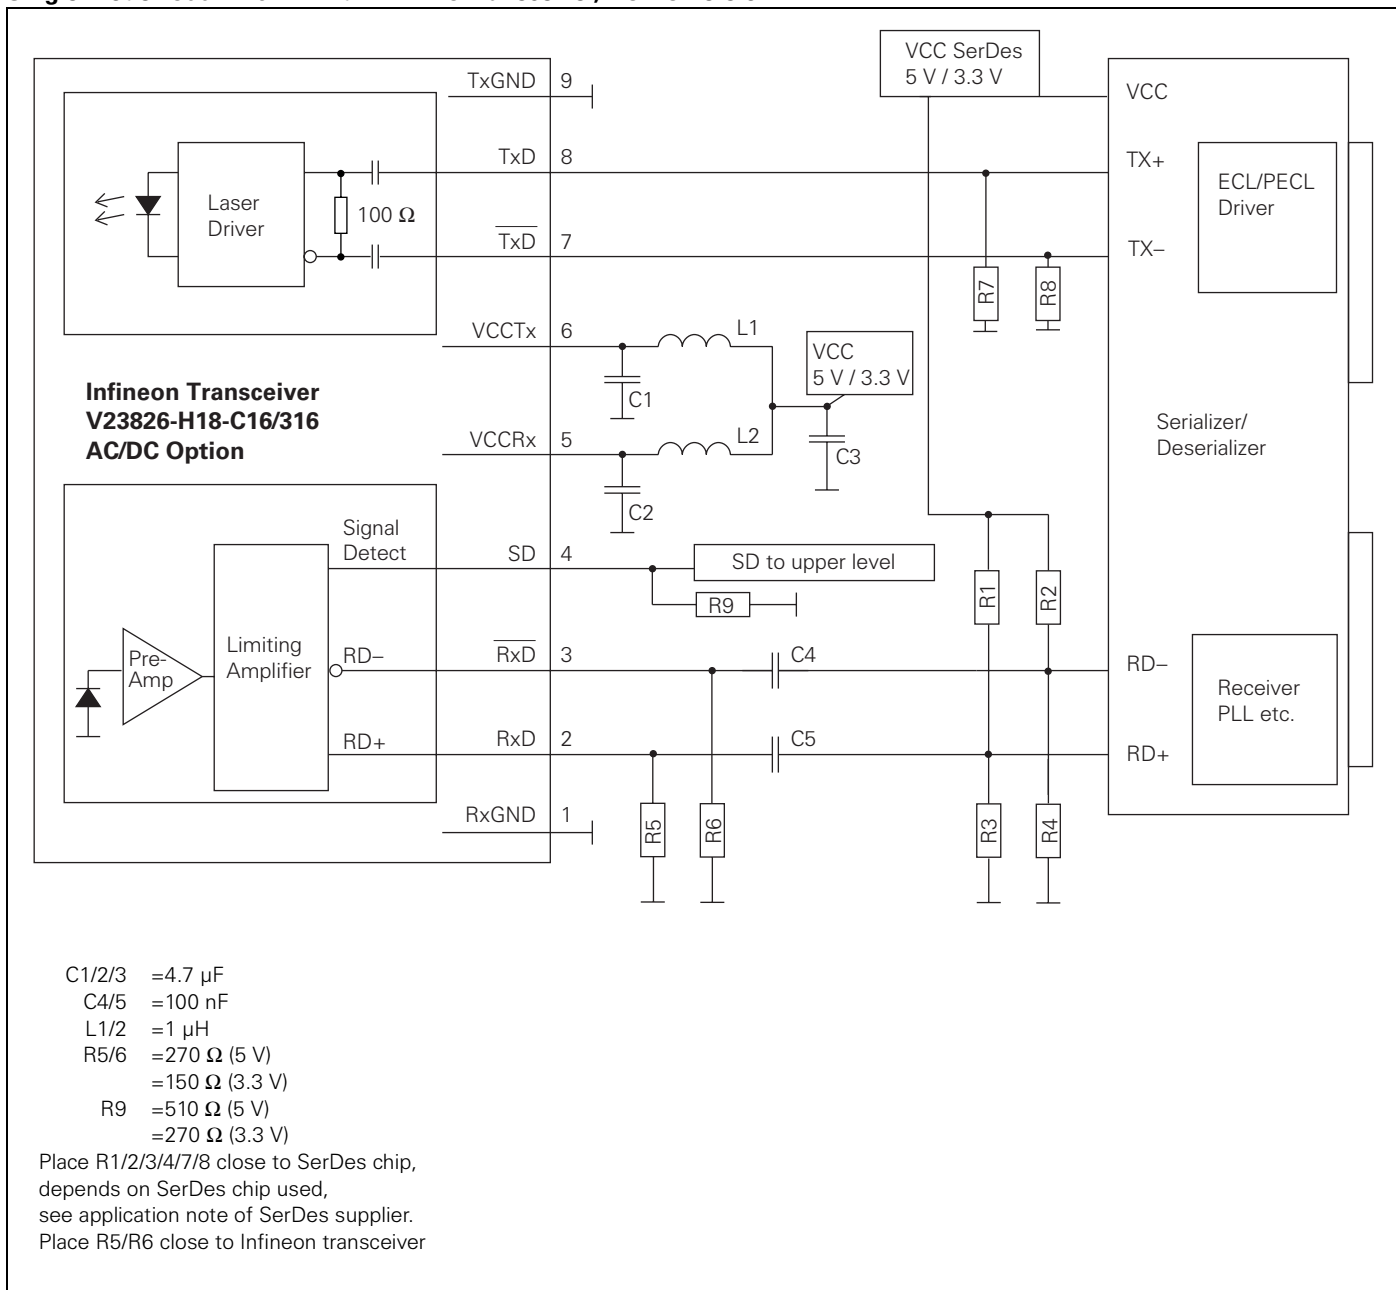 TxGND 9
VCC SerDes
5 V / 3.3 V
VCC
TxD 8
TX+
ECL/PECL
Driver
Laser
Driver
100 Ω
TxD 7
TX–
R7
R8
VCCTx 6
L1
VCC
5 V / 3.3 V
C1
Infineon Transceiver
V23826-H18-C16/316
AC/DC Option
VCCRx 5
L2
C3
Serializer/
Deserializer
C2
Signal
Detect
SD 4
SD to upper level
R9
R1
R2
Pre-
Amp
Limiting
Amplifier
RD–
RxD 3
C4
RD–
Receiver
PLL etc.
RD+
RxD 2
C5
RD+
RxGND 1
R5
R6
R3
R4
C1/2/3 =4.7 µF
C4/5 =100 nF
L1/2 =1 µH
R5/6 =270 Ω (5 V)
=150 Ω (3.3 V)
R9 =510 Ω (5 V)
=270 Ω (3.3 V)
Place R1/2/3/4/7/8 close to SerDes chip,
depends on SerDes chip used,
see application note of SerDes supplier.
Place R5/R6 close to Infineon transceiver